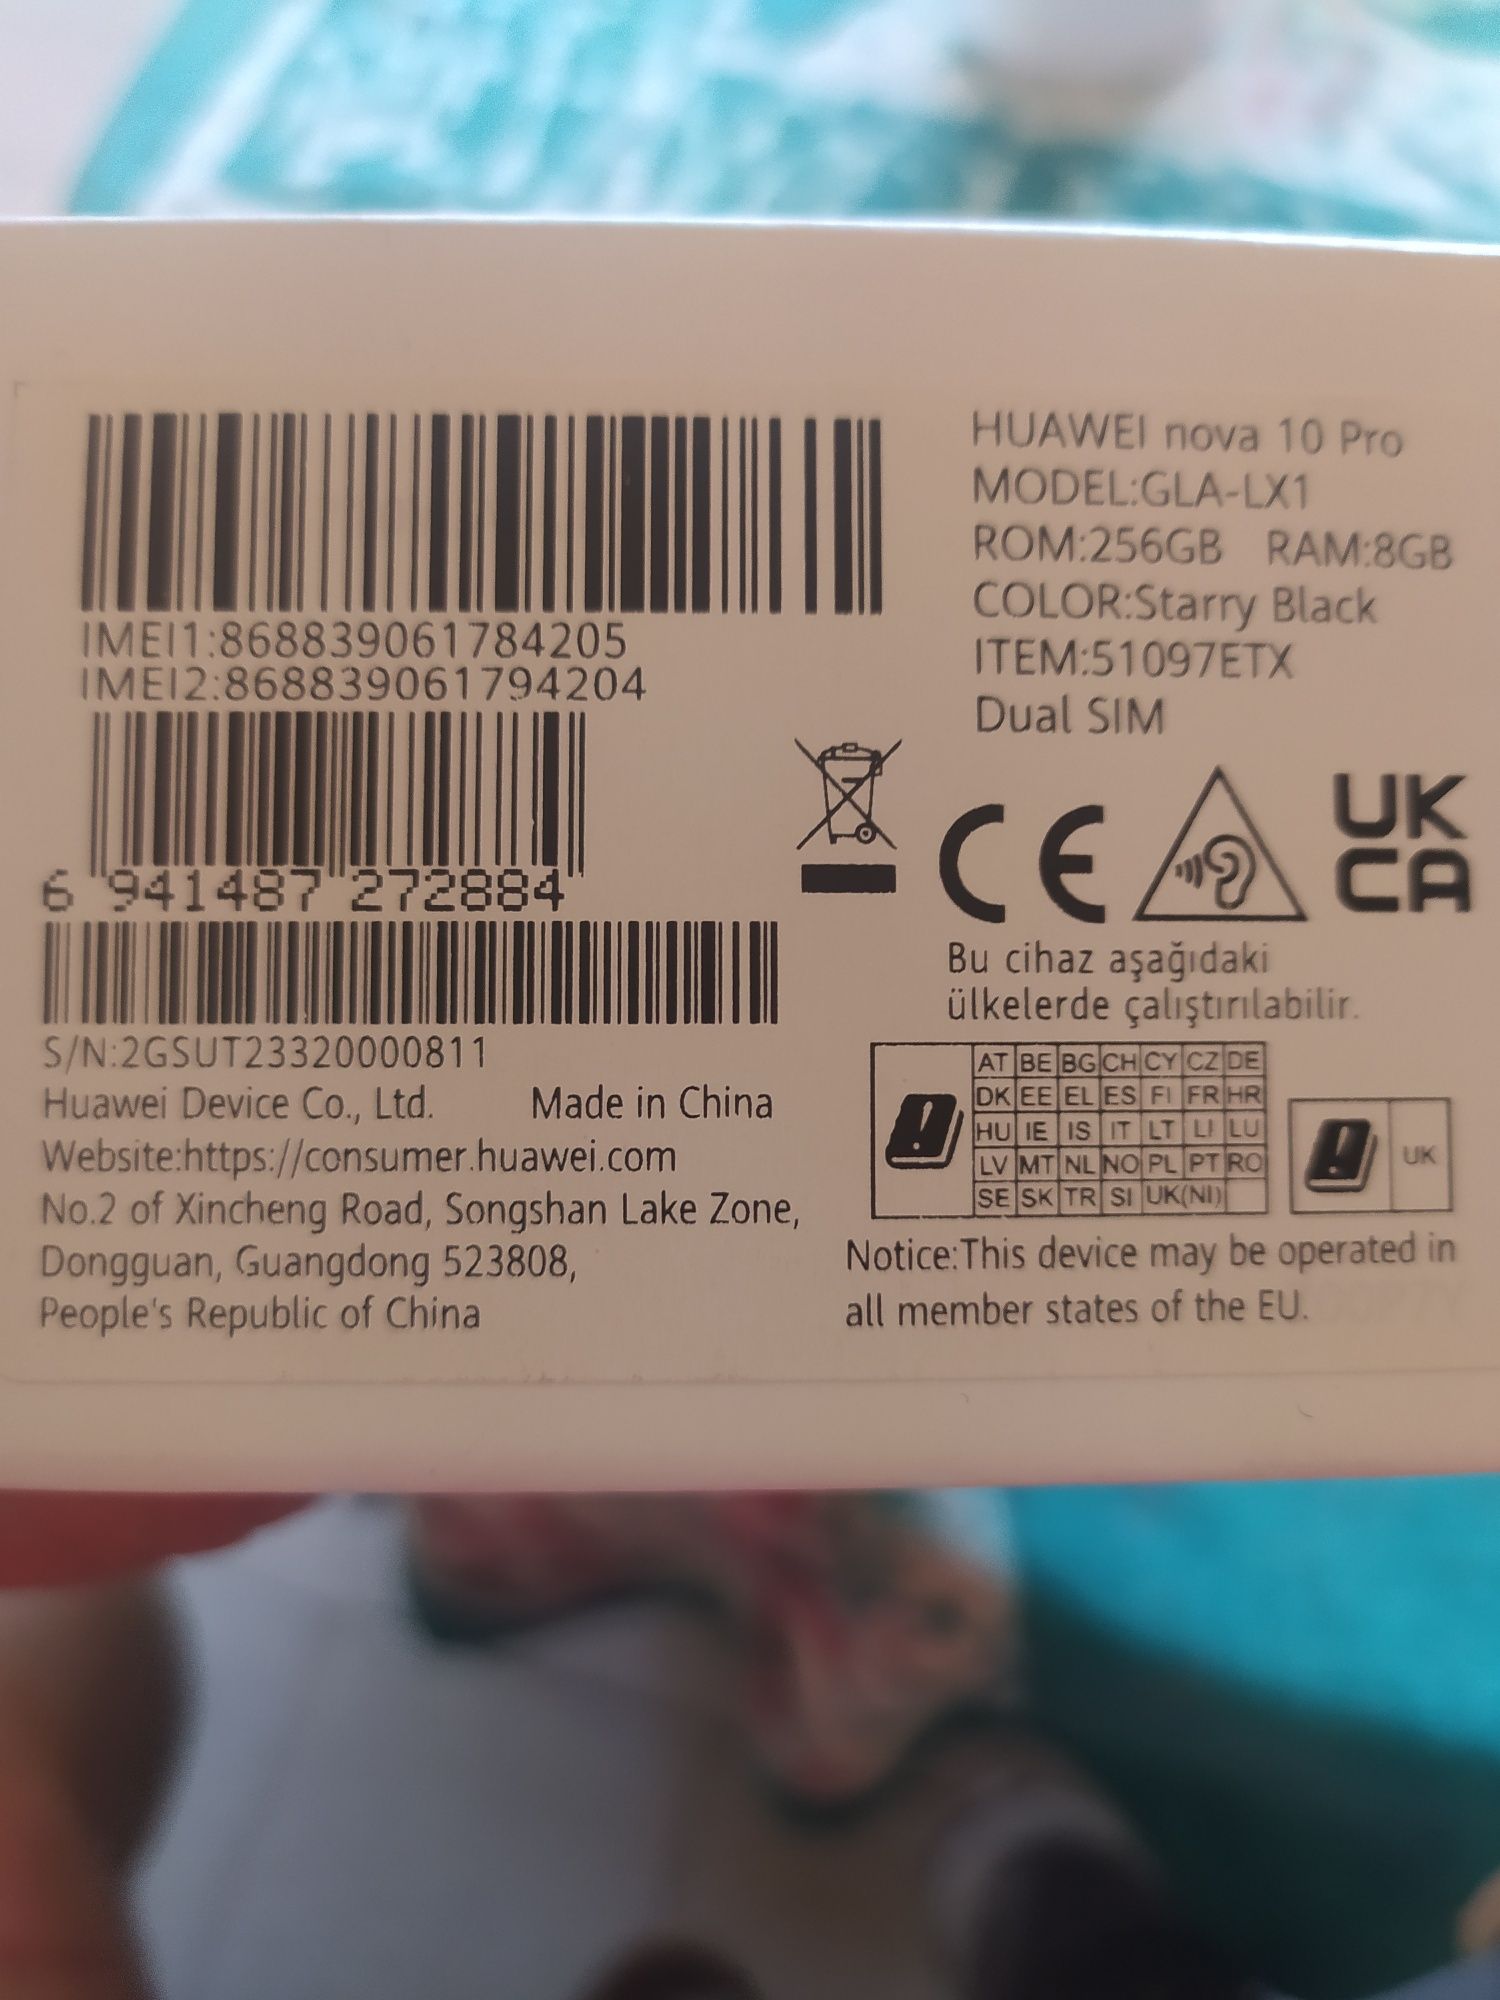 IMEI1:868839061784205
IMEI2:868839061794204
6 941487 272884
S/N:2GSUT23320000811
Huawei Device Co., Ltd. Made in China
Website:https://consumer.huawei.com
No.2 of Xincheng Road, Songshan Lake Zone,
Dongguan, Guangdong 523808,
People's Republic of China
HUAWEI nova 10 Pro
MODEL:GLA-LX1
ROM:256GB RAM:8GB
COLOR:Starry Black
ITEM:51097ETX
Dual SIM
CE
UK
CA
Bu cihaz aşağıdaki
ülkelerde çalıştırılabilir.
AT BE BG CH CY CZ DE
DK EE EL ES FI FR HR
HU IE IS IT LT LI LU
LV MT NL NO PL PT RO
SE SK TR SI UK(NI)
UK
Notice:This device may be operated in
all member states of the EU.